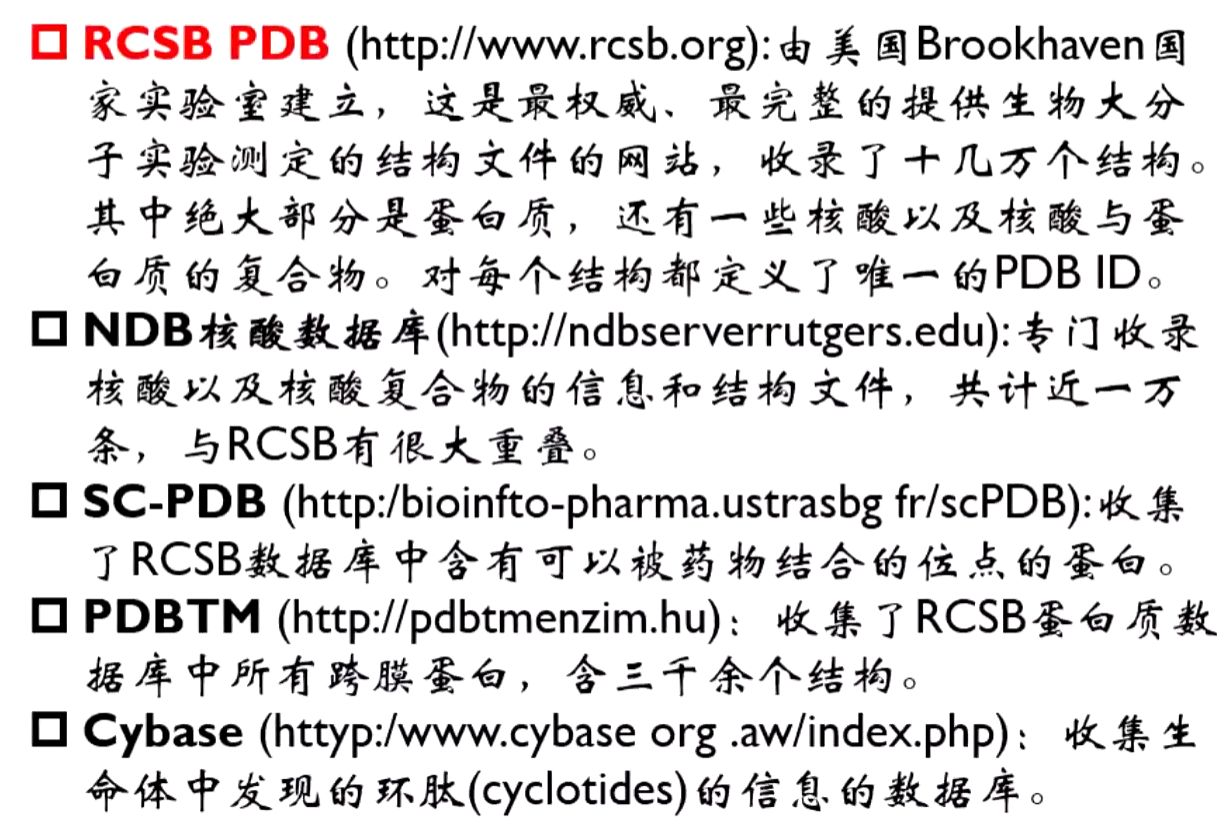 □ RCSB PDB (http://www.rcsb.org):由美国Brookhaven国
家实验室建立，这是最权威、最完整的提供生物大分
子实验测定的结构文件的网站，收录了十几万个结构。
其中绝大部分是蛋白质，还有一些核酸以及核酸与蛋
白质的复合物。对每个结构都定义了唯一的PDB ID。
□ NDB核酸数据库(http://ndbserverrutgers.edu):专门收录
核酸以及核酸复合物的信息和结构文件，共计近一万
条，与RCSB有很大重叠。
□ SC-PDB (http:/bioinfto-pharma.ustrasbg fr/scPDB):收集
了RCSB数据库中含有可以被药物结合的位点的蛋白。
□ PDBTM (http://pdbtmenzim.hu)：收集了RCSB蛋白质数
据库中所有跨膜蛋白，含三千余个结构。
□ Cybase (httyp:/www.cybase org .aw/index.php)：收集生
命体中发现的环肽(cyclotides)的信息的数据库。